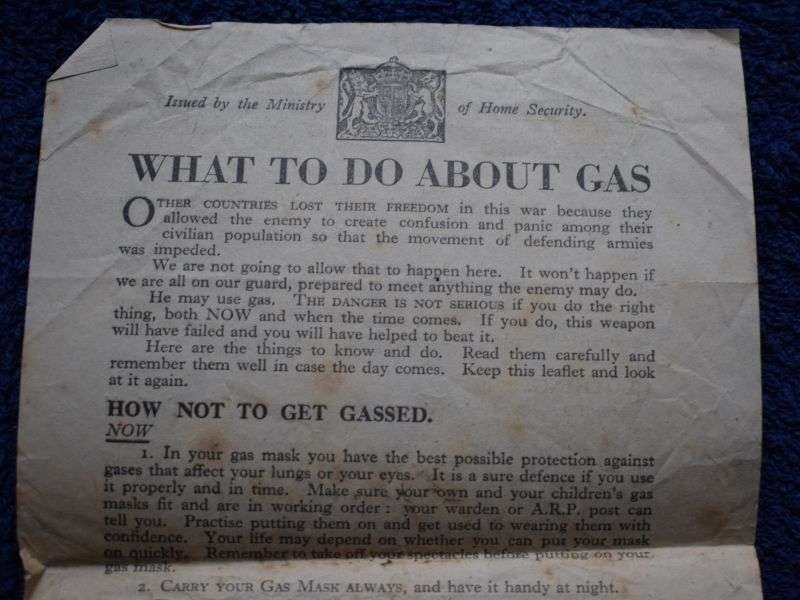 Issued by the Ministry of Home Security.
WHAT TO DO ABOUT GAS
OTHER COUNTRIES LOST THEIR FREEDOM in this war because they
allowed the enemy to create confusion and panic among their
civilian population so that the movement of defending armies
was impeded.
We are not going to allow that to happen here. It won't happen if
we are all on our guard, prepared to meet anything the enemy may do.
He may use gas. THE DANGER IS NOT SERIOUS if you do the right
thing, both NOW and when the time comes. If you do, this weapon
will have failed and you will have helped to beat it.
Here are the things to know and do. Read them carefully and
remember them well in case the day comes. Keep this leaflet and look
at it again.
HOW NOT TO GET GASSED.
NOW
1. In your gas mask you have the best possible protection against
gases that affect your lungs or your eyes. It is a sure defence if you use
it properly and in time. Make sure your own and your children's gas
masks fit and are in working order : your warden or A.R.P. post can
tell you. Practise putting them on and get used to wearing them with
confidence. Your life may depend on whether you can put your mask
on quickly. Remember to take off your spectacles before putting on your
gas mask.
2. CARRY YOUR GAS MASK ALWAYS, and have it handy at night.